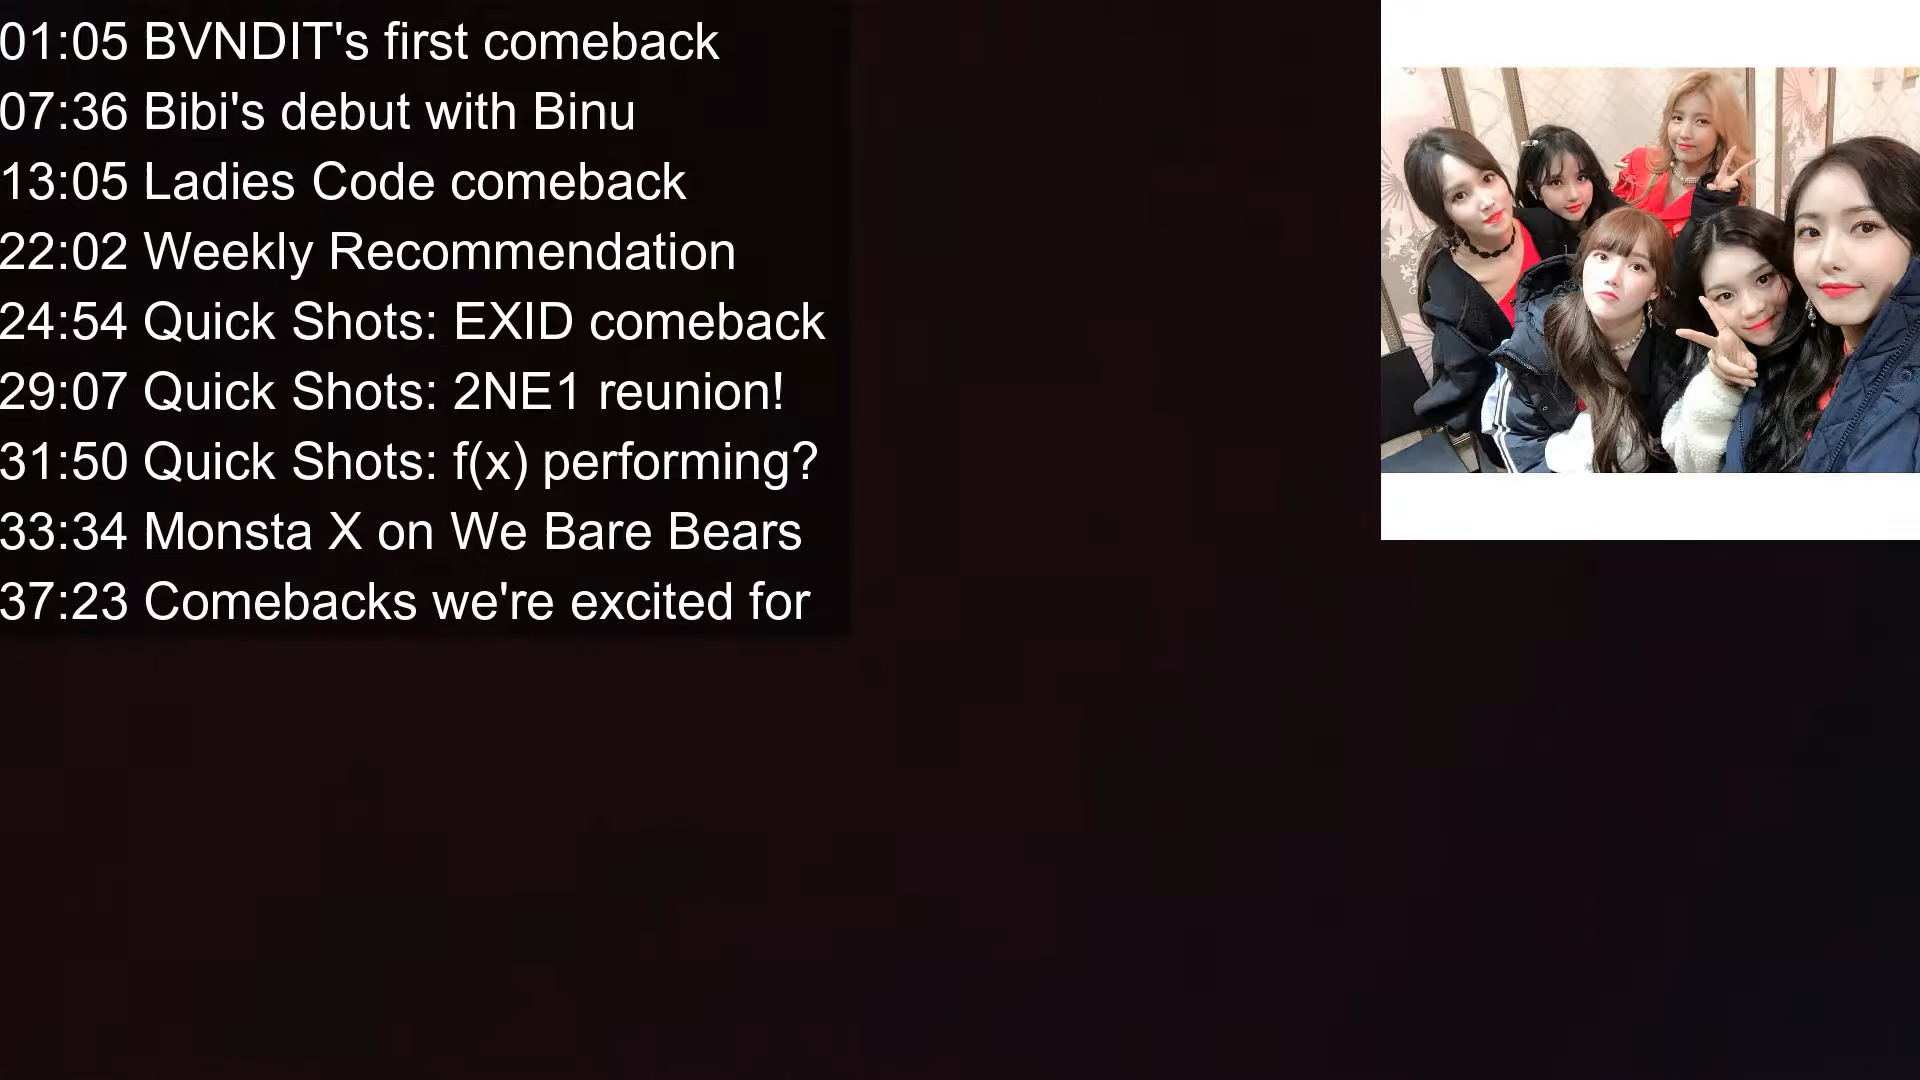 01:05 BVNDIT's first comeback
07:36 Bibi's debut with Binu
13:05 Ladies Code comeback
22:02 Weekly Recommendation
24:54 Quick Shots: EXID comeback
29:07 Quick Shots: 2NE1 reunion!
31:50 Quick Shots: f(x) performing?
33:34 Monsta X on We Bare Bears
37:23 Comebacks we're excited for